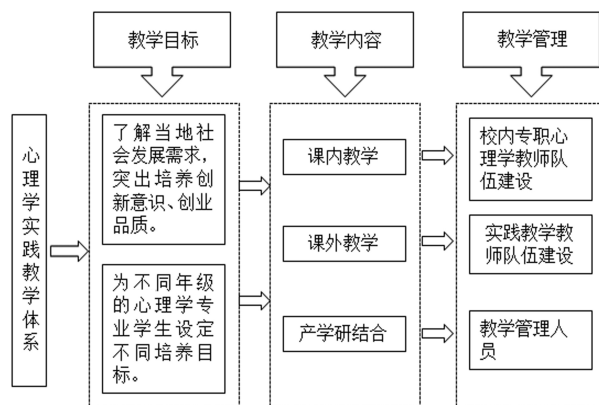 教学目标
教学内容
教学管理
心理学实践教学体系
了解当地社
会发展需求，
突出培养创
新意识、创业
品质。
为不同年级
的心理学专
业学生设定
不同培养目
标。
课内教学
课外教学
产学研结合
校内专职心
理学教师队
伍建设
实践教学教
师队伍建设
教学管理人
员